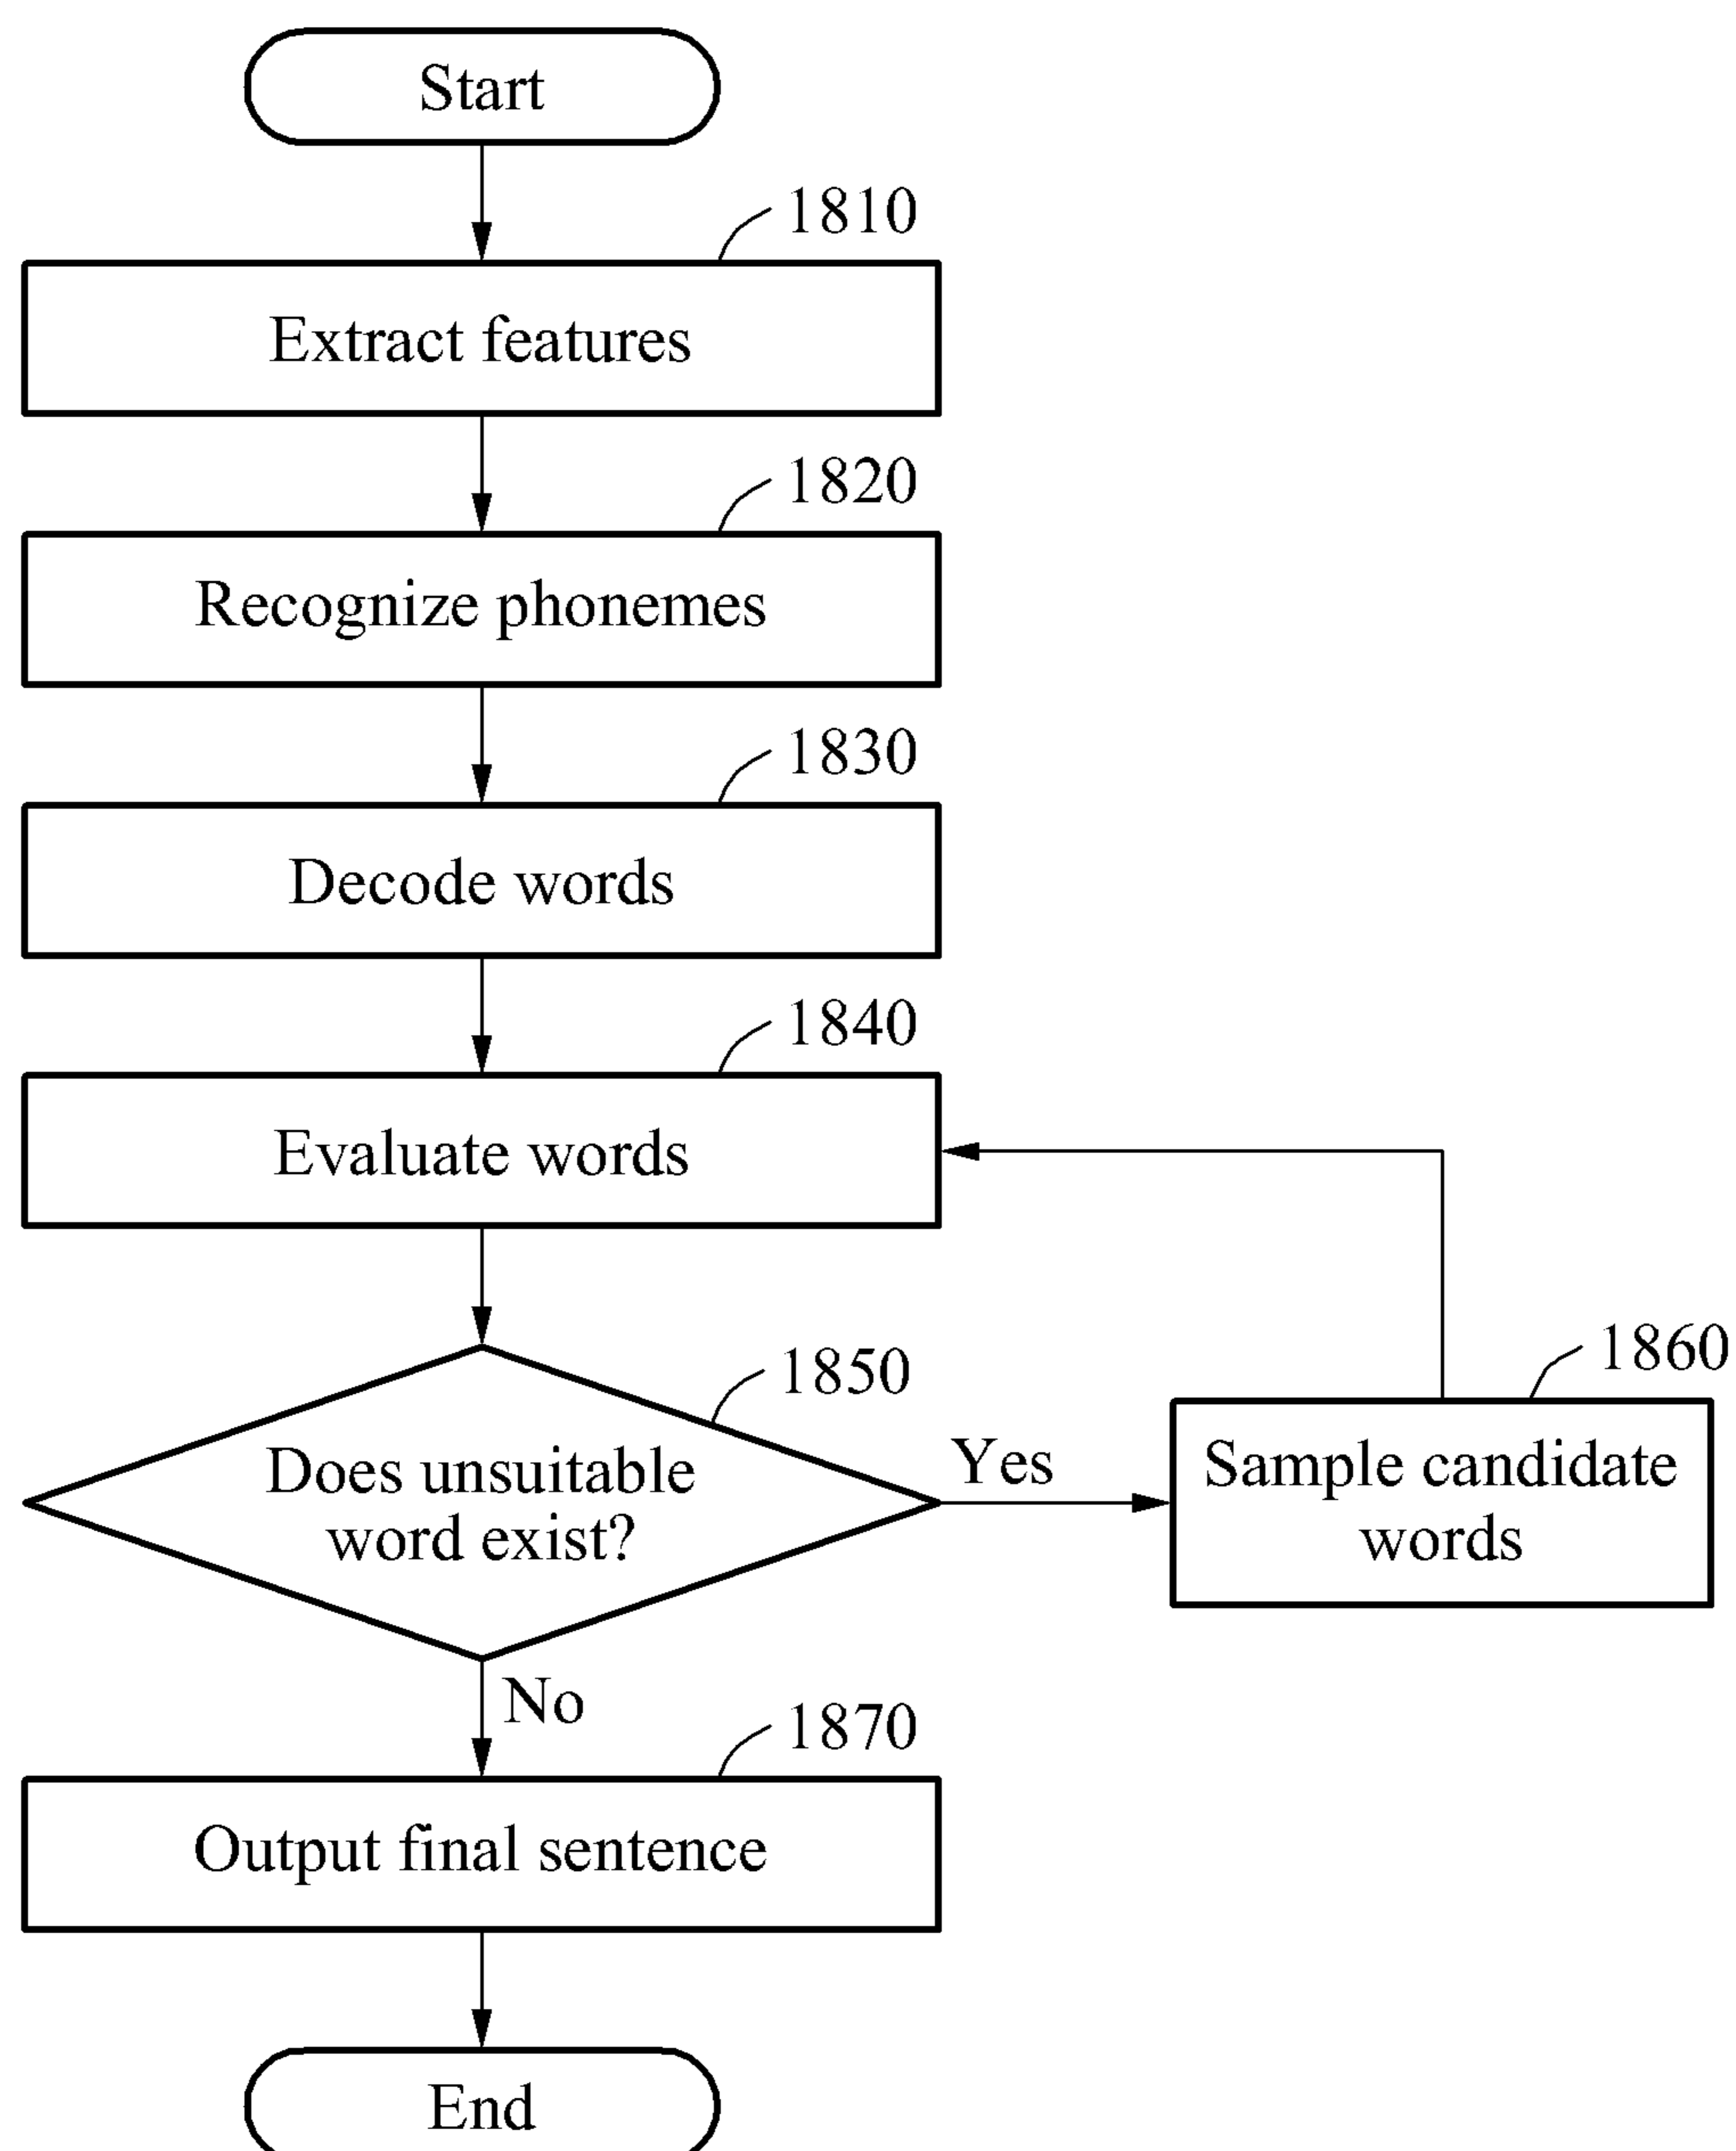 Start
1810
Extract features
1820
Recognize phonemes
1830
Decode words
1840
Evaluate words
1850
Does unsuitable
word exist?
Yes
1860
Sample candidate
words
No
1870
Output final sentence
End